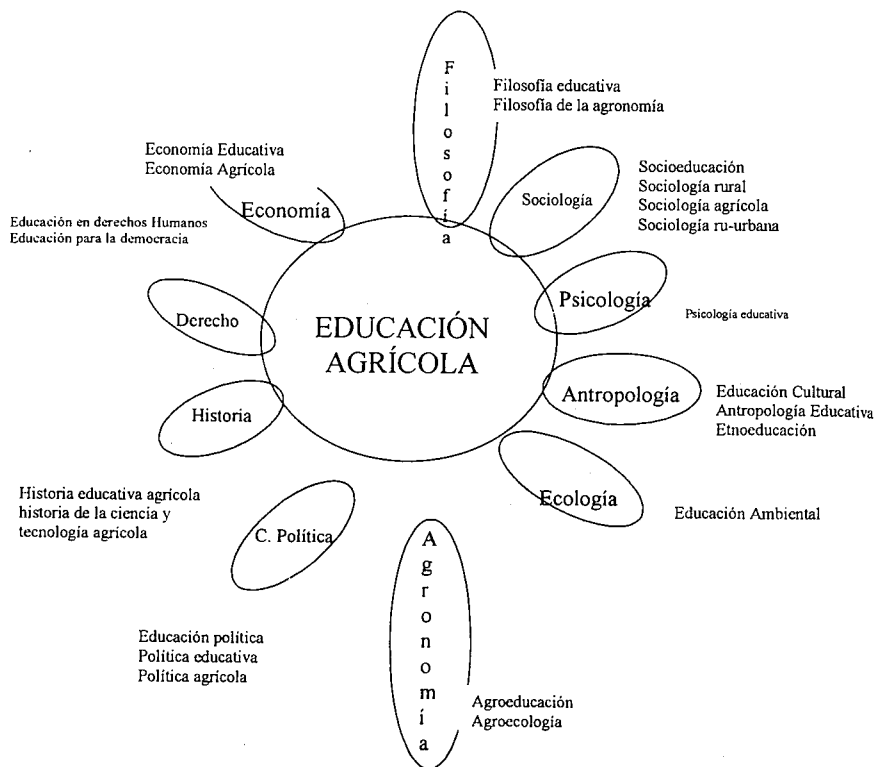 Filosofía
Filosofía educativa
Filosofía de la agronomía
Economía Educativa
Economía Agrícola
Economía
Sociología
Socioeducación
Sociología rural
Sociología agrícola
Sociología ru-urbana
Educación en derechos Humanos
Educación para la democracia
Derecho
Psicología
Psicología educativa
EDUCACIÓN
AGRÍCOLA
Antropología
Educación Cultural
Antropología Educativa
Etnoeducación
Historia
Historia educativa agrícola
historia de la ciencia y
tecnología agrícola
Ecología
Educación Ambiental
C. Política
Educación política
Política educativa
Política agrícola
Agronomía
Agroeducación
Agroecología